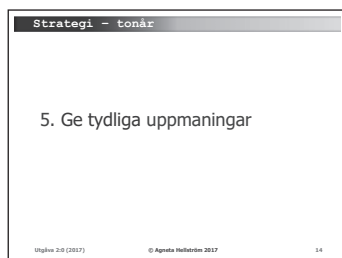 Strategi – tonår
5. Ge tydliga uppmaningar
Utgåva 2:0 (2017) © Agneta Hellström 2017 14